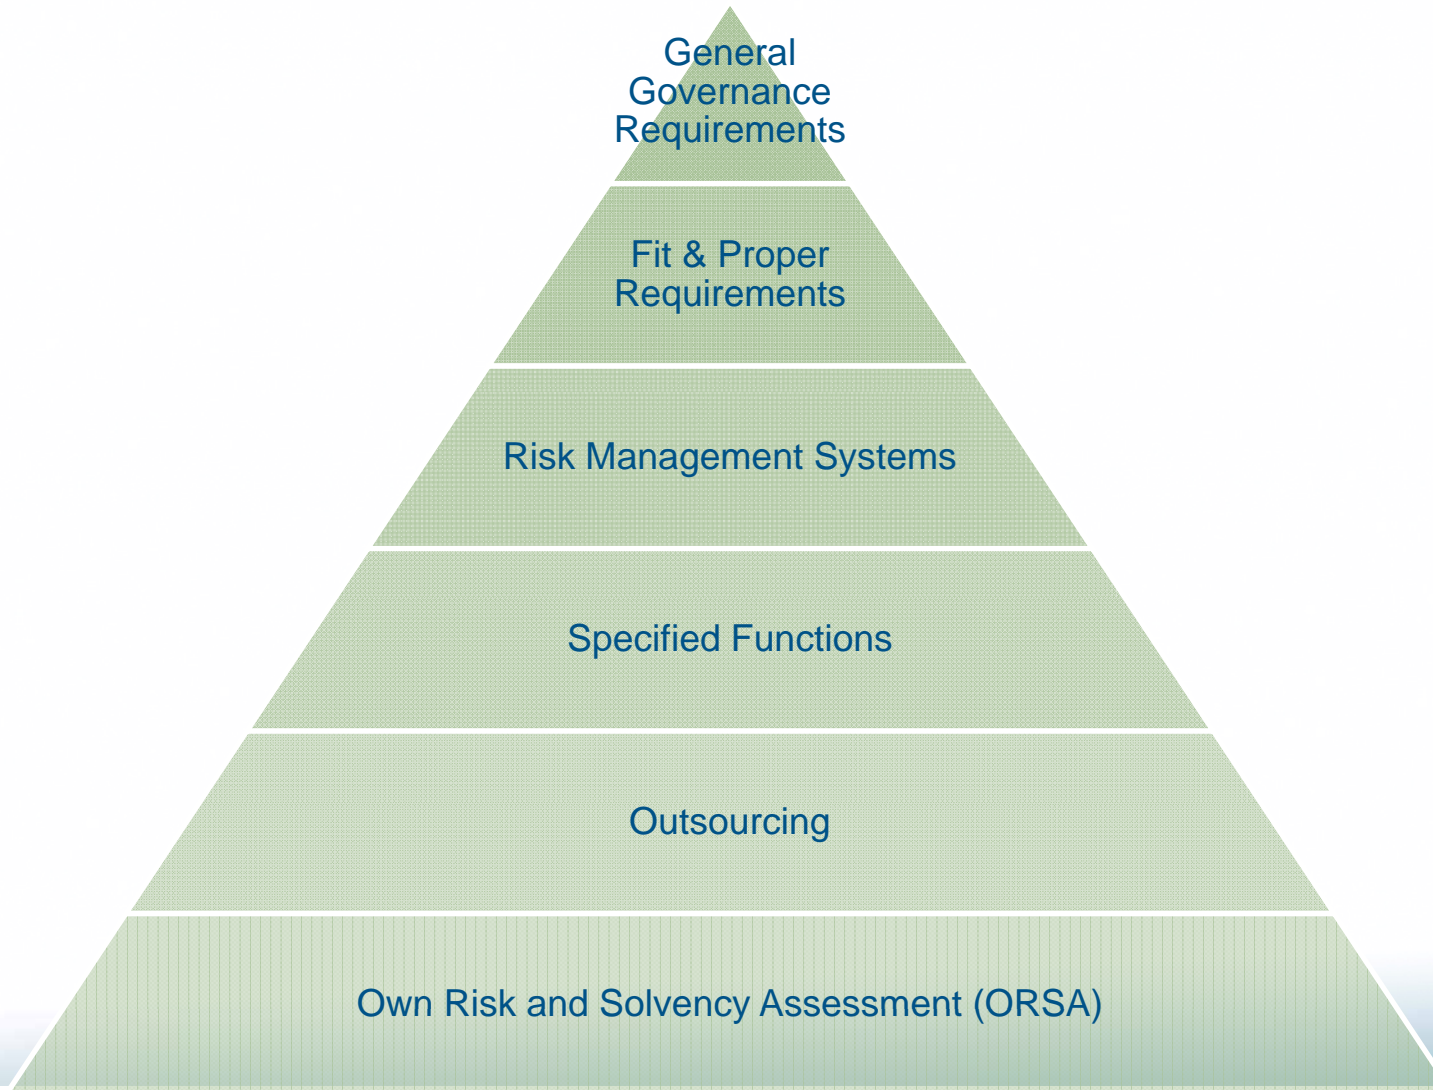 General
Governance
Requirements
Fit & Proper
Requirements
Risk Management Systems
Specified Functions
Outsourcing
Own Risk and Solvency Assessment (ORSA)